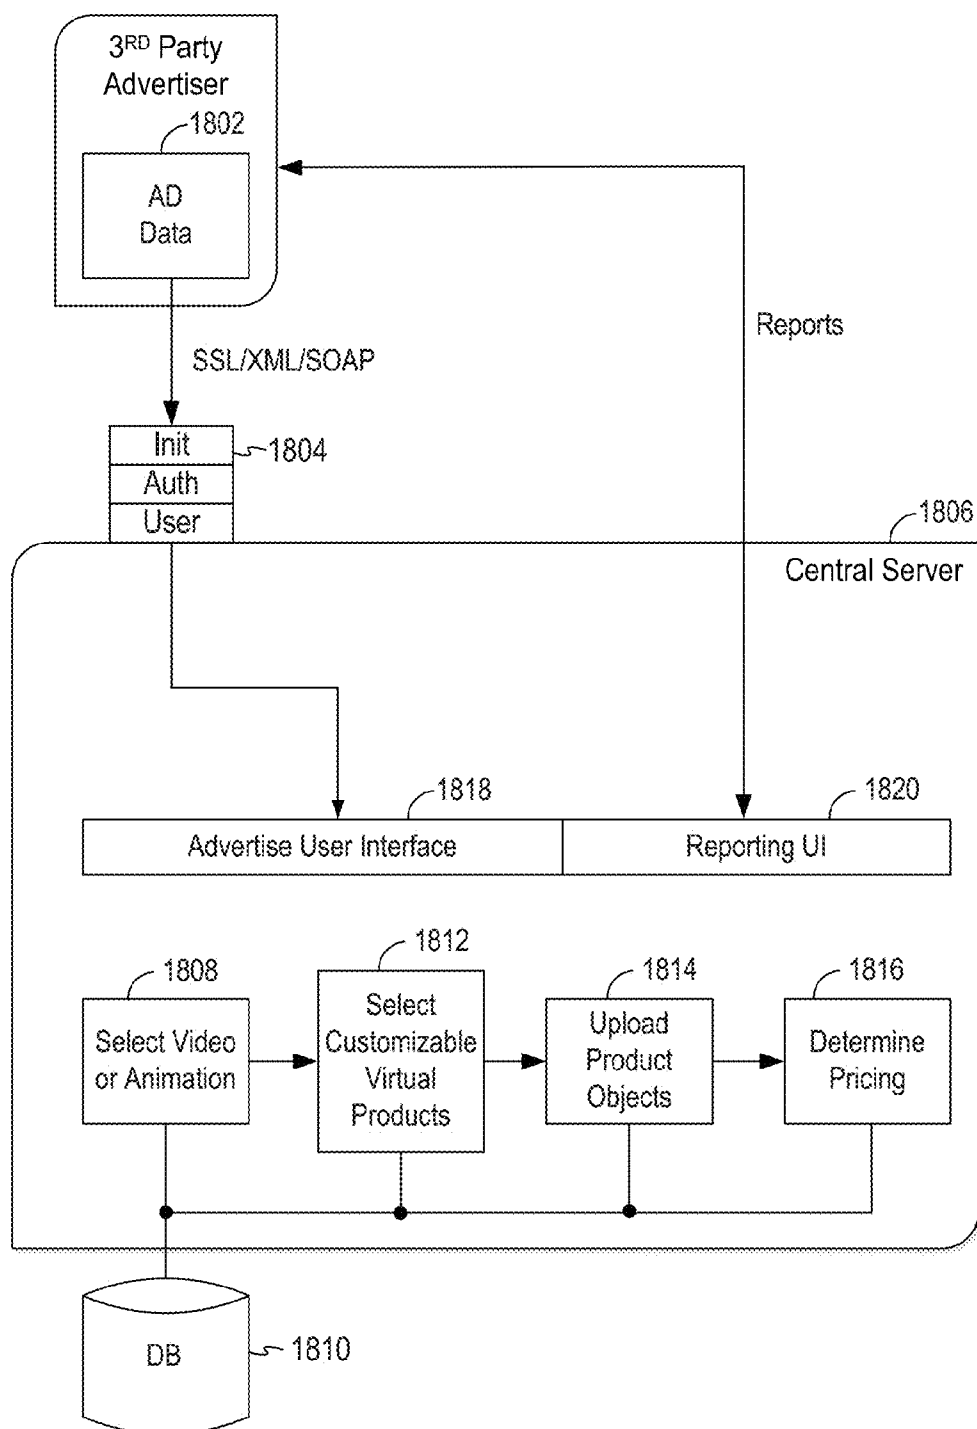 3RD Party
Advertiser
1802
AD
Data
Reports
SSL/XML/SOAP
Init
1804
Auth
User
1806
Central Server
1818
1820
Advertise User Interface
Reporting UI
1808
1812
1814
1816
Select Video
or Animation
Select
Customizable
Virtual
Products
Upload
Product
Objects
Determine
Pricing
DB
1810